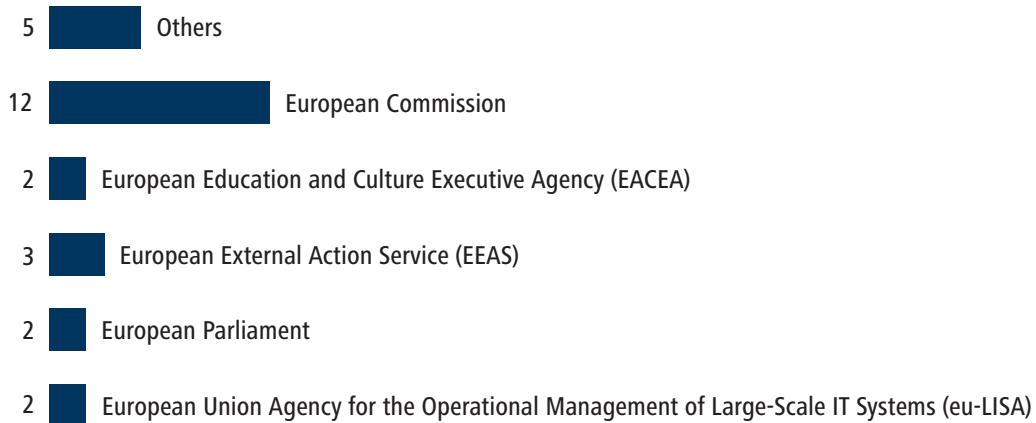 5 Others
12 European Commission
2 European Education and Culture Executive Agency (EACEA)
3 European External Action Service (EEAS)
2 European Parliament
2 European Union Agency for the Operational Management of Large-Scale IT Systems (eu-LISA)